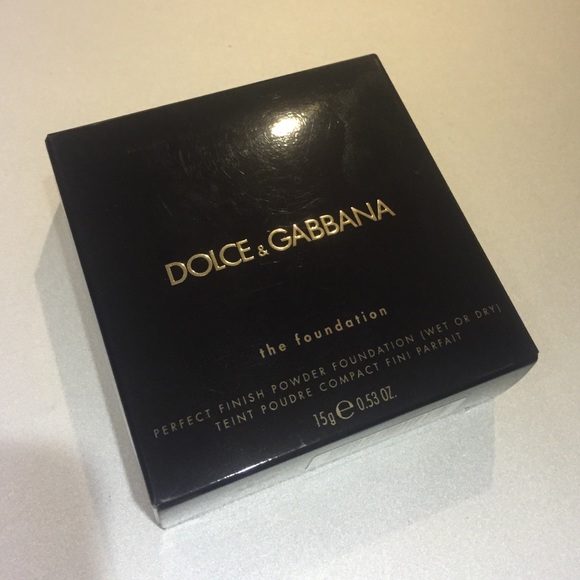 DOLCE & GABBANA
the foundation
PERFECT FINISH POWDER FOUNDATION (WET OR DRY)
TEINT POUDRE COMPACT FINI PARFAIT
15g ℮ 0.53 OZ.